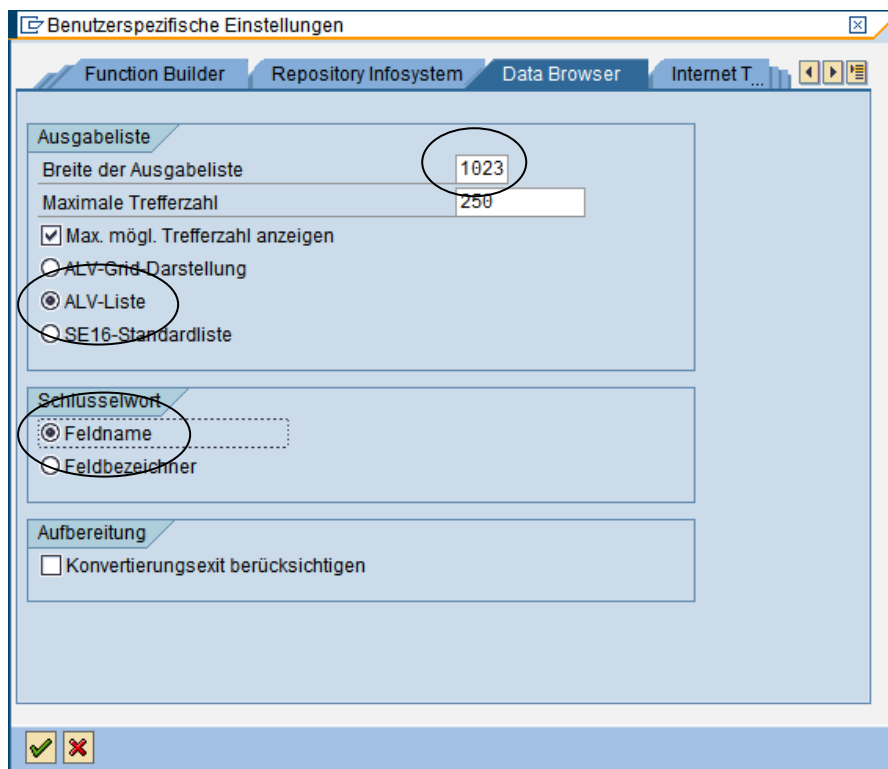 Benutzerspezifische Einstellungen
Function Builder Repository Infosystem Data Browser Internet T...
Ausgabeliste
Breite der Ausgabeliste 1023
Maximale Trefferzahl 250
Max. mögl. Trefferzahl anzeigen
ALV-Grid-Darstellung
ALV-Liste
SE16-Standardliste
Schlüsselwort
Feldname
Feldbezeichner
Aufbereitung
Konvertierungsexit berücksichtigen